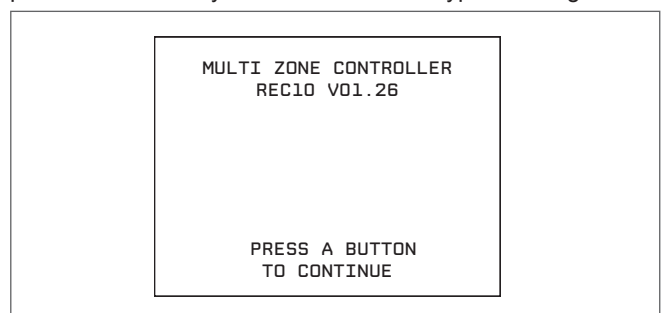 MULTI ZONE CONTROLLER
REC10 V01.26
PRESS A BUTTON
TO CONTINUE